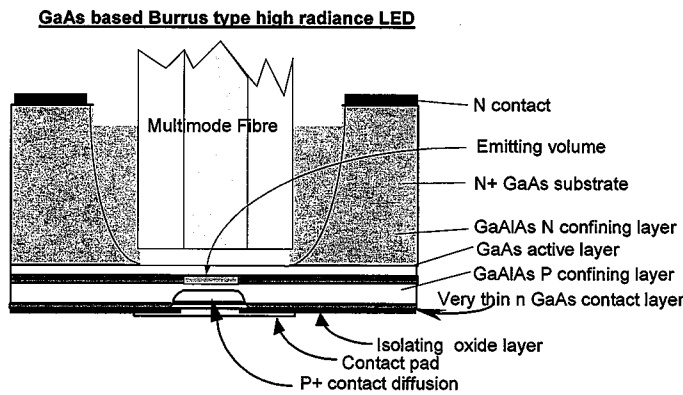 GaAs based Burrus type high radiance LED
N contact
Multimode Fibre
Emitting volume
N+ GaAs substrate
GaAlAs N confining layer
GaAs active layer
GaAlAs P confining layer
Very thin n GaAs contact layer
Isolating oxide layer
Contact pad
P+ contact diffusion